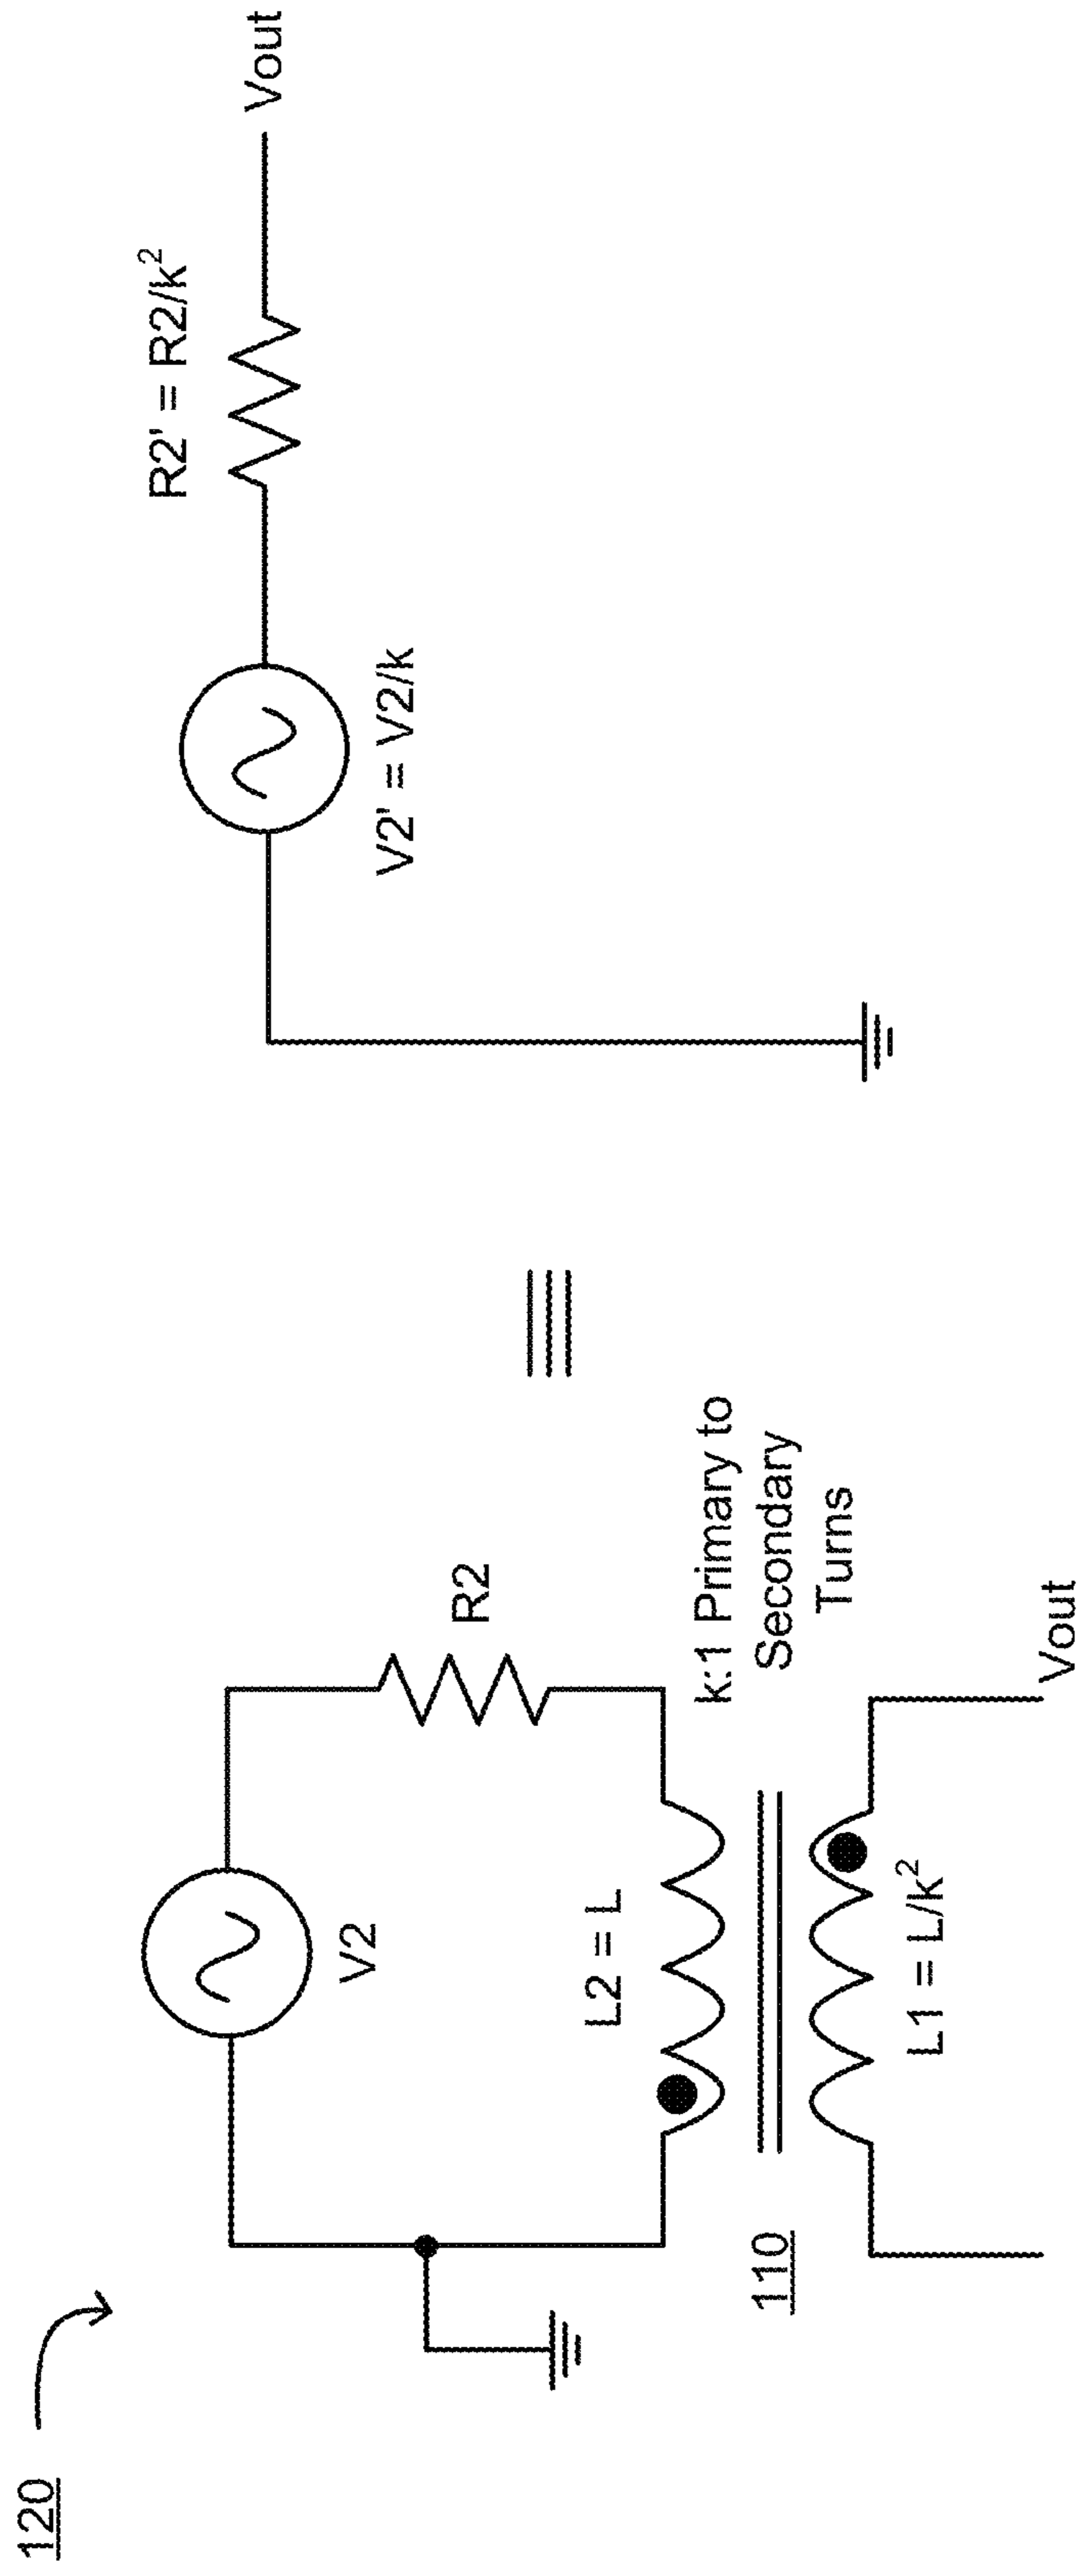 120
V2
R2
L2 = L
k:1 Primary to
Secondary
Turns
110
L1 = L/k²
Vout
R2' = R2/k²
V2' = V2/k
Vout